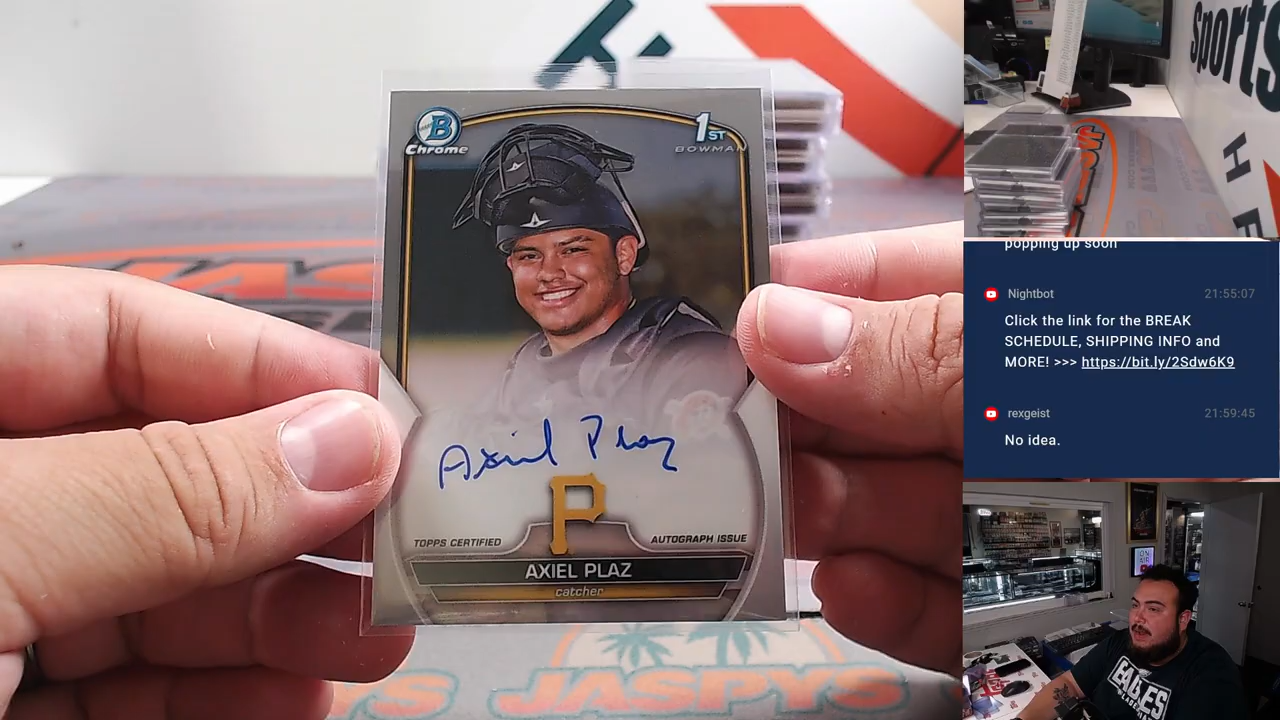 B
Chrome
1ST
BOWMAN
Axiel Plaz
P
TOPPS CERTIFIED
AUTOGRAPH ISSUE
AXIEL PLAZ
catcher
JASPYS
Sports
popping up soon
Nightbot
21:55:07
Click the link for the BREAK
SCHEDULE, SHIPPING INFO and
MORE! >>> https://bit.ly/2Sdw6K9
rexgeist
21:59:45
No idea.
EAGLES